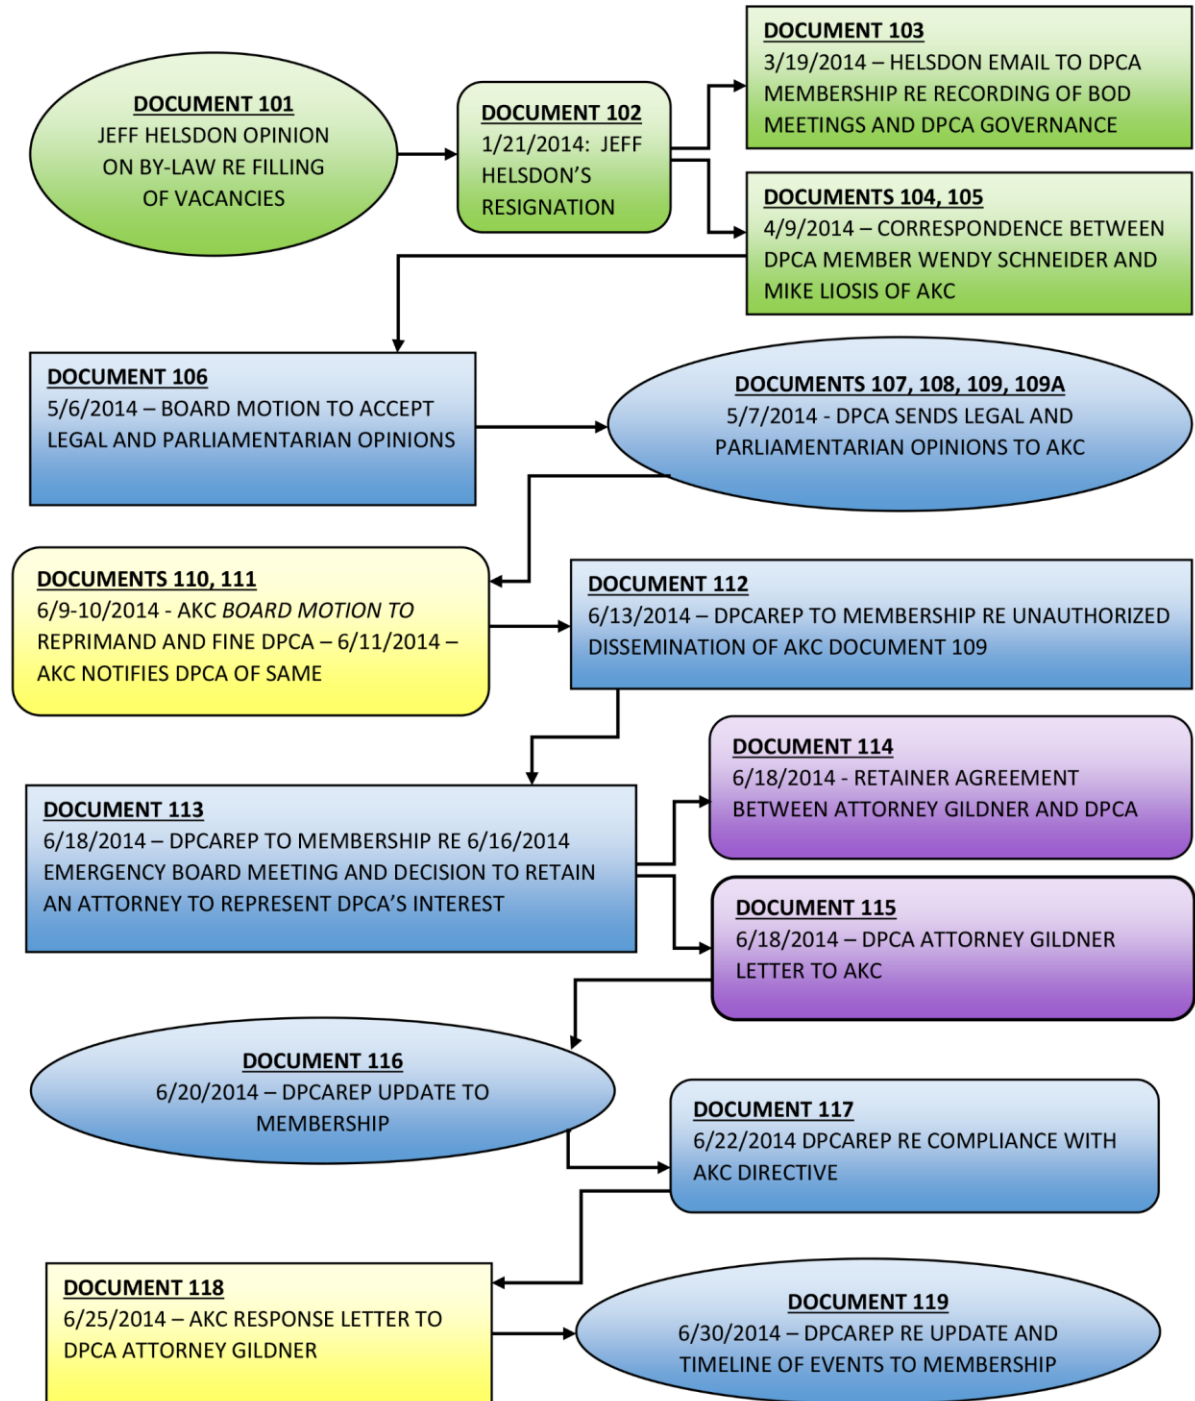 DOCUMENT 101
JEFF HELSDON OPINION
ON BY-LAW RE FILLING
OF VACANCIES
DOCUMENT 102
1/21/2014: JEFF
HELSDON'S
RESIGNATION
DOCUMENT 103
3/19/2014 – HELSDON EMAIL TO DPCA
MEMBERSHIP RE RECORDING OF BOD
MEETINGS AND DPCA GOVERNANCE
DOCUMENTS 104, 105
4/9/2014 – CORRESPONDENCE BETWEEN
DPCA MEMBER WENDY SCHNEIDER AND
MIKE LIOSIS OF AKC
DOCUMENT 106
5/6/2014 – BOARD MOTION TO ACCEPT
LEGAL AND PARLIAMENTARIAN OPINIONS
DOCUMENTS 107, 108, 109, 109A
5/7/2014 - DPCA SENDS LEGAL AND
PARLIAMENTARIAN OPINIONS TO AKC
DOCUMENTS 110, 111
6/9-10/2014 - AKC BOARD MOTION TO
REPRIMAND AND FINE DPCA – 6/11/2014 –
AKC NOTIFIES DPCA OF SAME
DOCUMENT 112
6/13/2014 – DPCAREP TO MEMBERSHIP RE UNAUTHORIZED
DISSEMINATION OF AKC DOCUMENT 109
DOCUMENT 113
6/18/2014 – DPCAREP TO MEMBERSHIP RE 6/16/2014
EMERGENCY BOARD MEETING AND DECISION TO RETAIN
AN ATTORNEY TO REPRESENT DPCA'S INTEREST
DOCUMENT 114
6/18/2014 - RETAINER AGREEMENT
BETWEEN ATTORNEY GILDNER AND DPCA
DOCUMENT 115
6/18/2014 – DPCA ATTORNEY GILDNER
LETTER TO AKC
DOCUMENT 116
6/20/2014 – DPCAREP UPDATE TO
MEMBERSHIP
DOCUMENT 117
6/22/2014 DPCAREP RE COMPLIANCE WITH
AKC DIRECTIVE
DOCUMENT 118
6/25/2014 – AKC RESPONSE LETTER TO
DPCA ATTORNEY GILDNER
DOCUMENT 119
6/30/2014 – DPCAREP RE UPDATE AND
TIMELINE OF EVENTS TO MEMBERSHIP